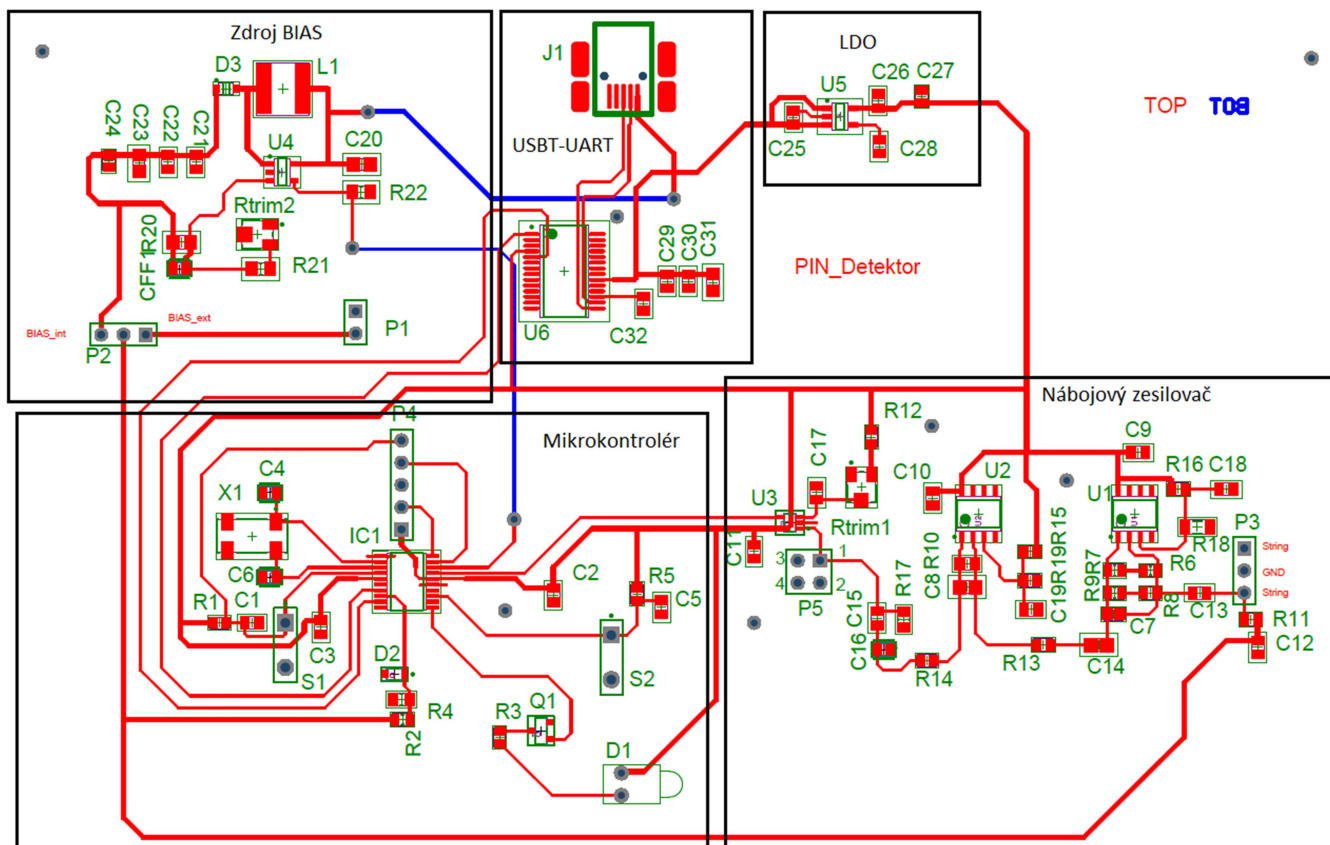 Zdroj BIAS
D3
L1
C24
C23
C22
C21
U4
C20
R22
Rtrim2
R20
CFF1
R21
BIAS_int
BIAS_ext
P2
P1
J1
USBT-UART
U6
C29
C30
C31
C32
LDO
U5
C26
C27
C25
C28
TOP
BOT
PIN_Detektor
Mikrokontrolér
P4
C4
X1
IC1
C6
R1
C1
C3
S1
C2
R5
C5
D2
S2
R4
R2
R3
Q1
D1
Nábojový zesilovač
R12
C17
C9
C10
U2
R16
C18
U3
U1
P3
Rtrim1
C11
R18
String
GND
String
3
1
4
2
P5
R17
C15
C16
R10
C8
R15
R19
C19
R7
R9
R6
R8
C13
C7
R11
C12
R14
R13
C14